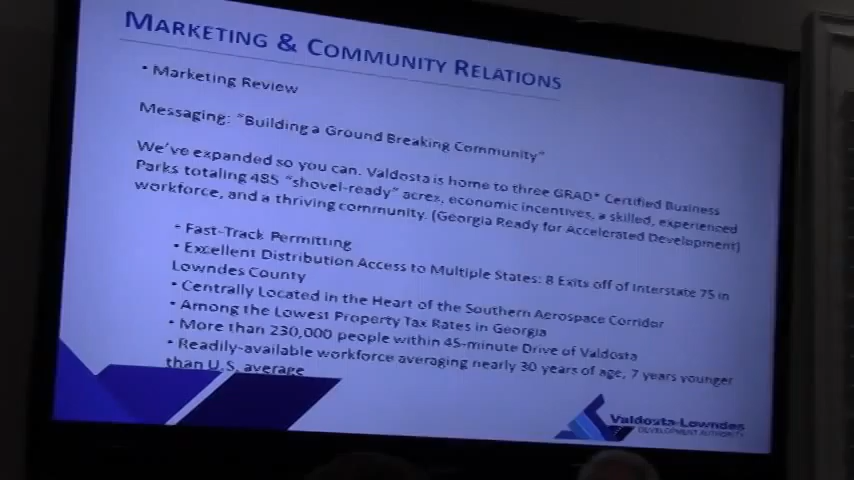 MARKETING & COMMUNITY RELATIONS
• Marketing Review
Messaging: "Building a Ground Breaking Community"
We've expanded so you can. Valdosta is home to three GRAD* Certified Business
Parks totaling 485 "shovel-ready" acres, economic incentives, a skilled, experienced
workforce, and a thriving community. (Georgia Ready for Accelerated Development)
• Fast-Track Permitting
• Excellent Distribution Access to Multiple States: 8 Exits off of Interstate 75 in
Lowndes County
• Centrally Located in the Heart of the Southern Aerospace Corridor
• Among the Lowest Property Tax Rates in Georgia
• More than 230,000 people within 45-minute Drive of Valdosta
• Readily-available workforce averaging nearly 30 years of age, 7 years younger
than U.S. average
Valdosta-Lowndes
DEVELOPMENT AUTHORITY